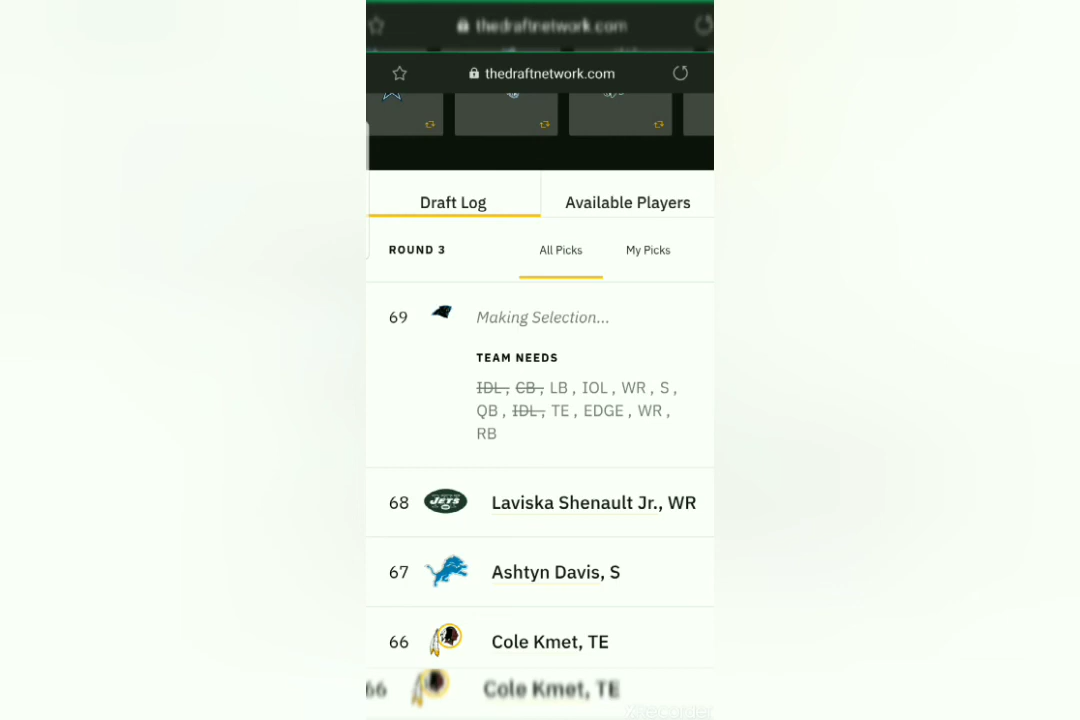 thedraftnetwork.com
thedraftnetwork.com
Draft Log Available Players
ROUND 3 All Picks My Picks
69 Making Selection...
TEAM NEEDS
IDL , CB , LB , IOL , WR , S ,
QB , IDL , TE , EDGE , WR ,
RB
68 JETS Laviska Shenault Jr., WR
67 Ashtyn Davis, S
66 Cole Kmet, TE
66 Cole Kmet, TE
XRecorder